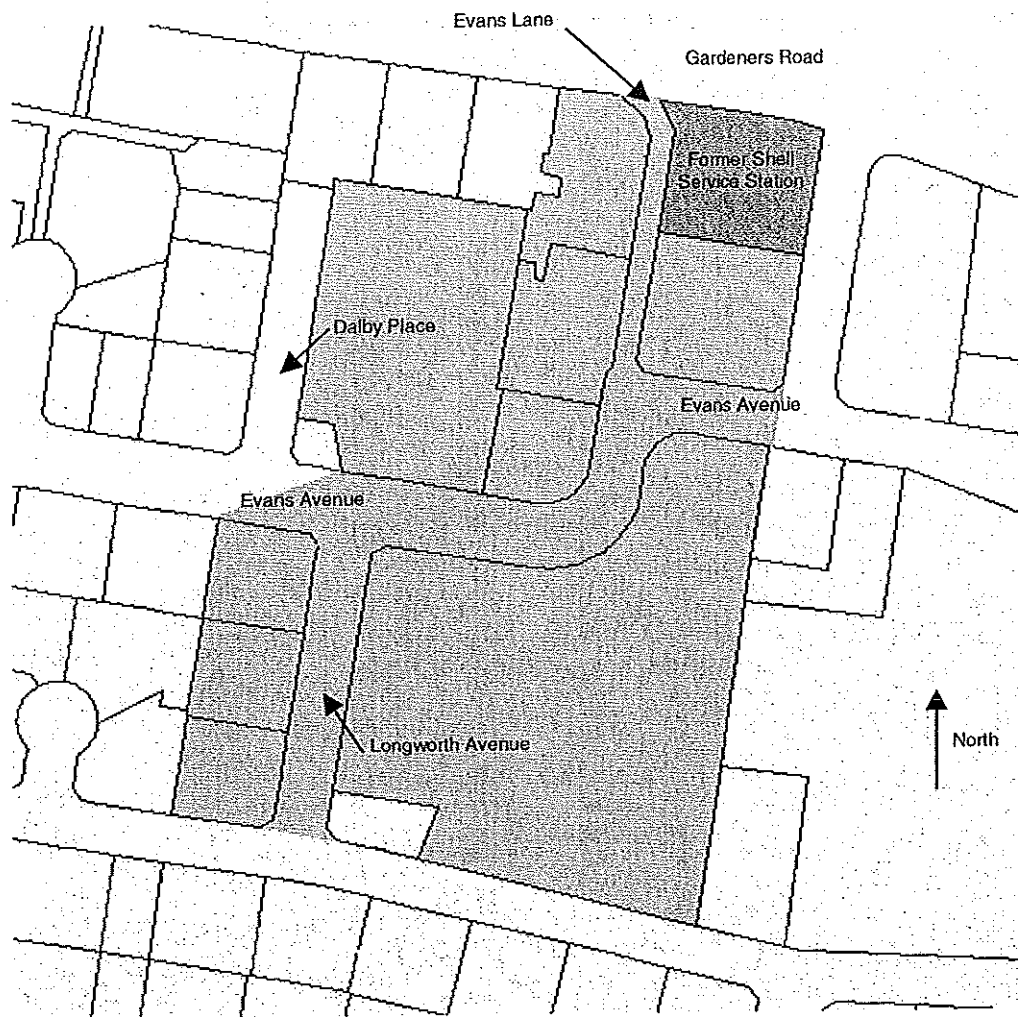 Evans Lane
Gardeners Road
Former Shell
Service Station
Dalby Place
Evans Avenue
Evans Avenue
Longworth Avenue
North